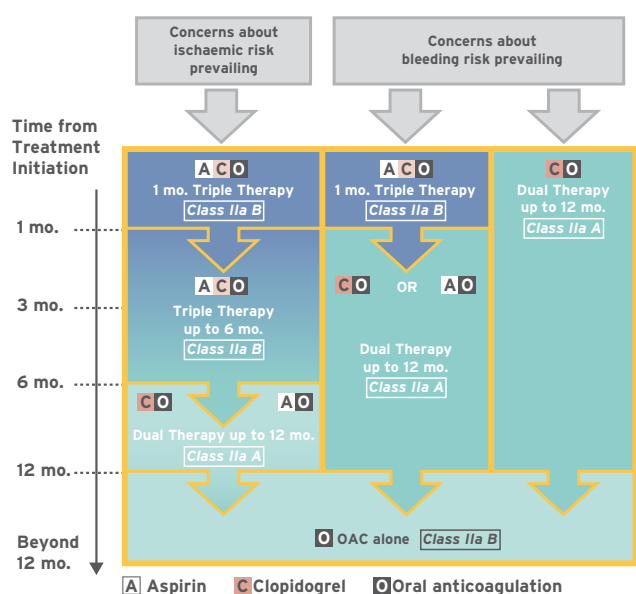 Concerns about
ischaemic risk
prevailing
Concerns about
bleeding risk prevailing
Time from
Treatment
Initiation
A C O
1 mo. Triple Therapy
Class IIa B
A C O
1 mo. Triple Therapy
Class IIa B
C O
Dual Therapy
up to 12 mo.
Class IIa A
1 mo.
A C O
Triple Therapy
up to 6 mo.
Class IIa B
C O OR A O
Dual Therapy
up to 12 mo.
Class IIa A
3 mo.
6 mo.
C O A O
Dual Therapy up to 12 mo.
Class IIa A
12 mo.
O OAC alone Class IIa B
Beyond
12 mo.
A Aspirin C Clopidogrel O Oral anticoagulation